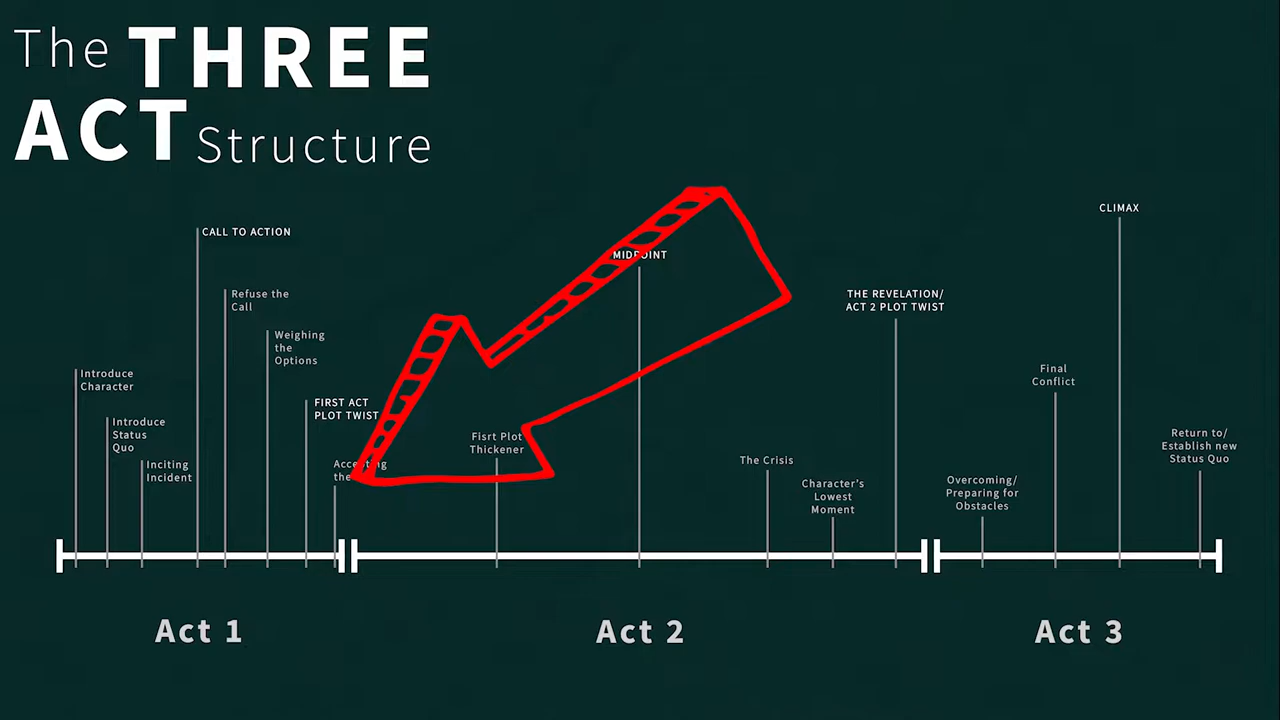 The THREE
ACT Structure
CALL TO ACTION
Refuse the
Call
Weighing
the
Options
Introduce
Character
FIRST ACT
PLOT TWIST
Introduce
Status
Quo
Inciting
Incident
Accepting
the
Fisrt Plot
Thickener
MIDPOINT
The Crisis
Character's
Lowest
Moment
THE REVELATION/
ACT 2 PLOT TWIST
Overcoming/
Preparing for
Obstacles
Final
Conflict
CLIMAX
Return to/
Establish new
Status Quo
Act 1
Act 2
Act 3